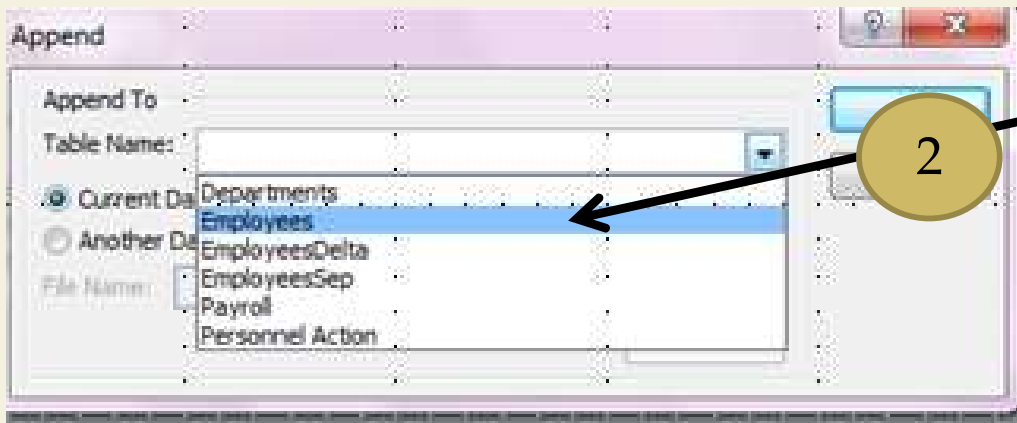 Append
Append To
Table Name:
Current Da
Another Da
File Name:
Departments
Employees
EmployeesDelta
EmployeesSep
Payroll
Personnel Action
2